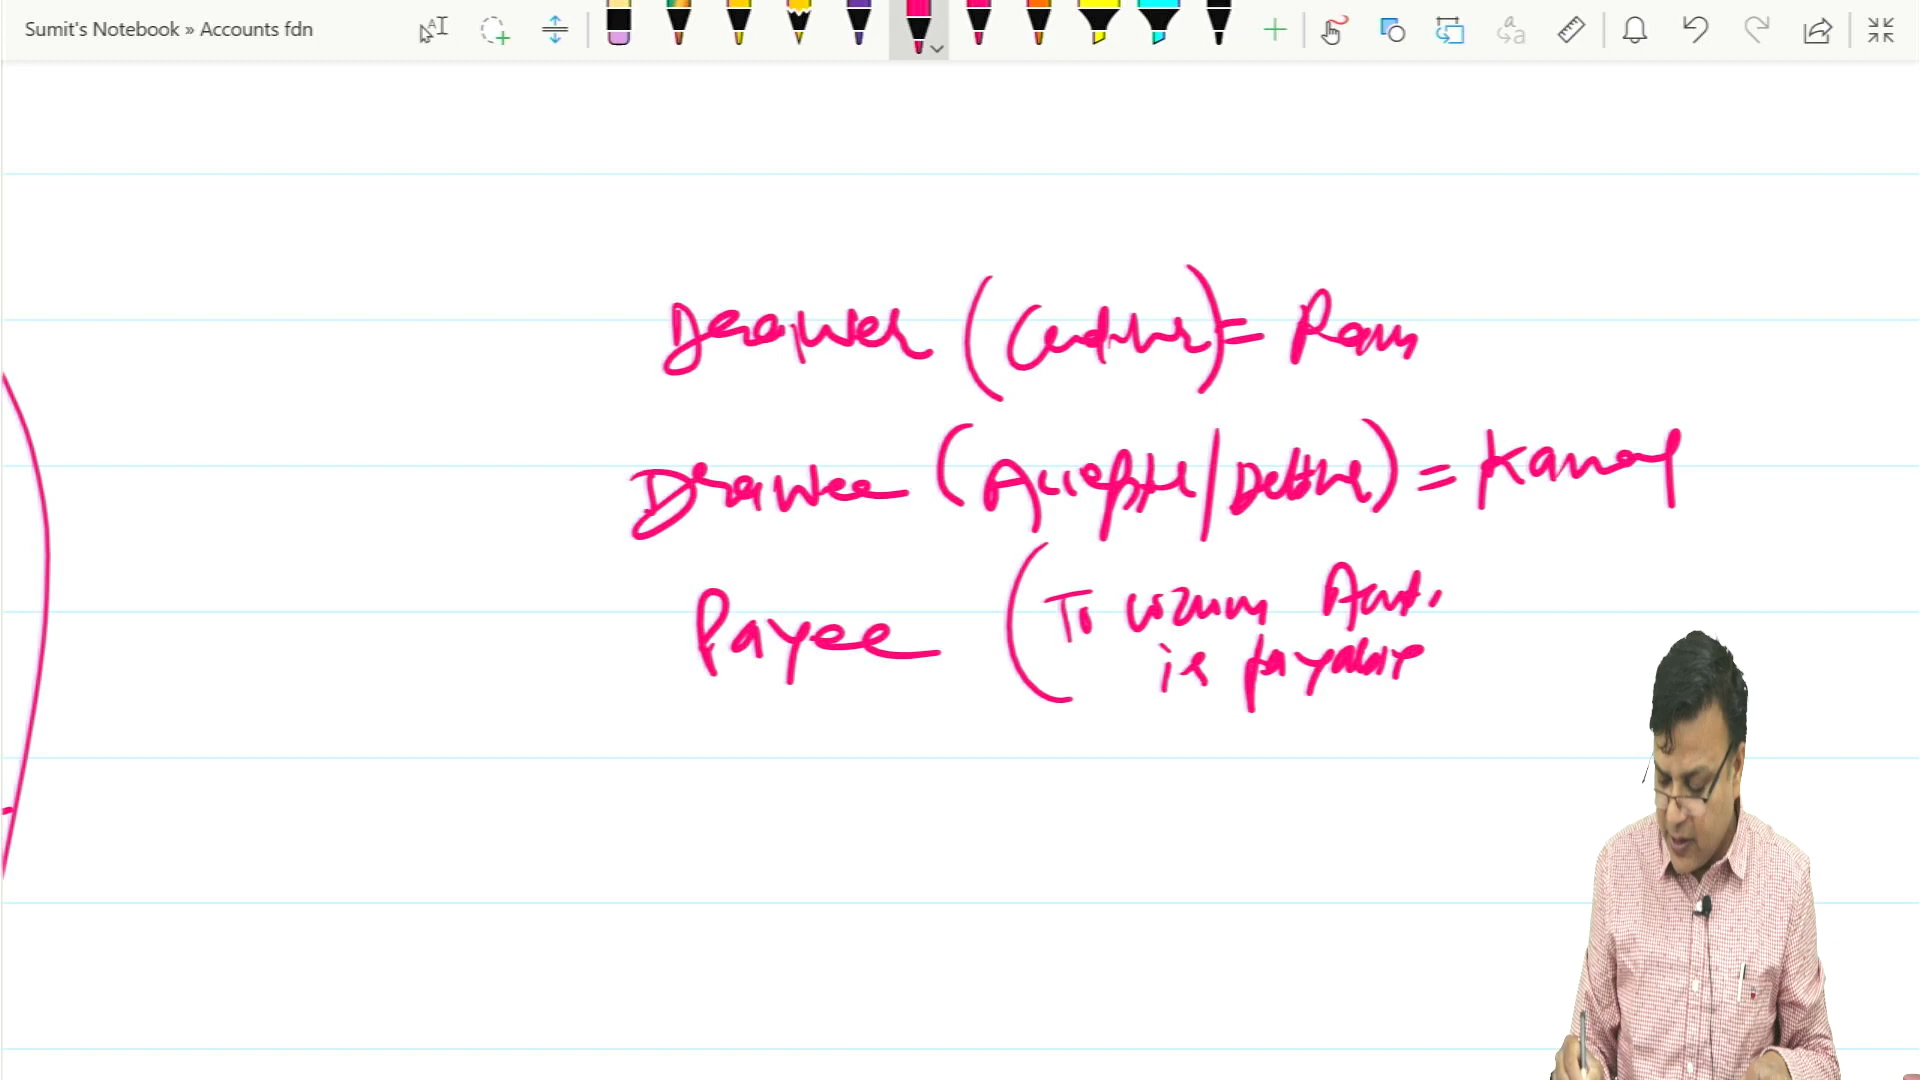 Sumit's Notebook » Accounts fdn
Drawer (Creditor) = Ram
Drawee (Acceptor/Debtor) = Kamal
Payee (To whom Amt.
is payable